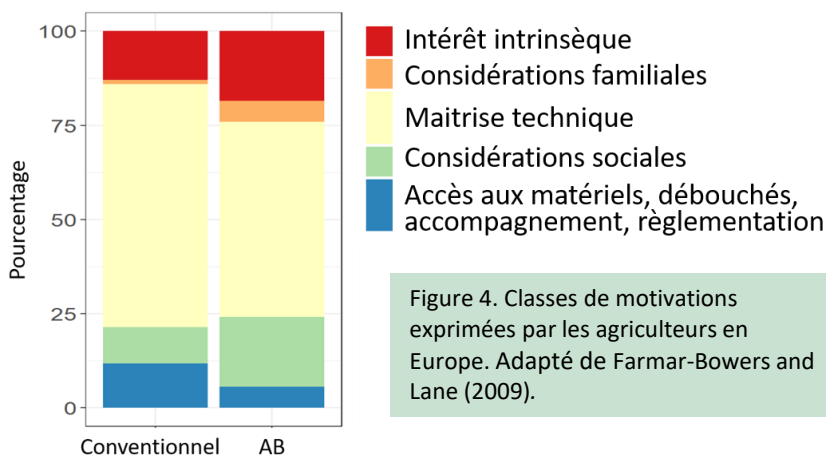 100
75
50
25
0
Pourcentage
Conventionnel
AB
Intérêt intrinsèque
Considérations familiales
Maitrise technique
Considérations sociales
Accès aux matériels, débouchés,
accompagnement, règlementation
Figure 4. Classes de motivations
exprimées par les agriculteurs en
Europe. Adapté de Farmar-Bowers and
Lane (2009).